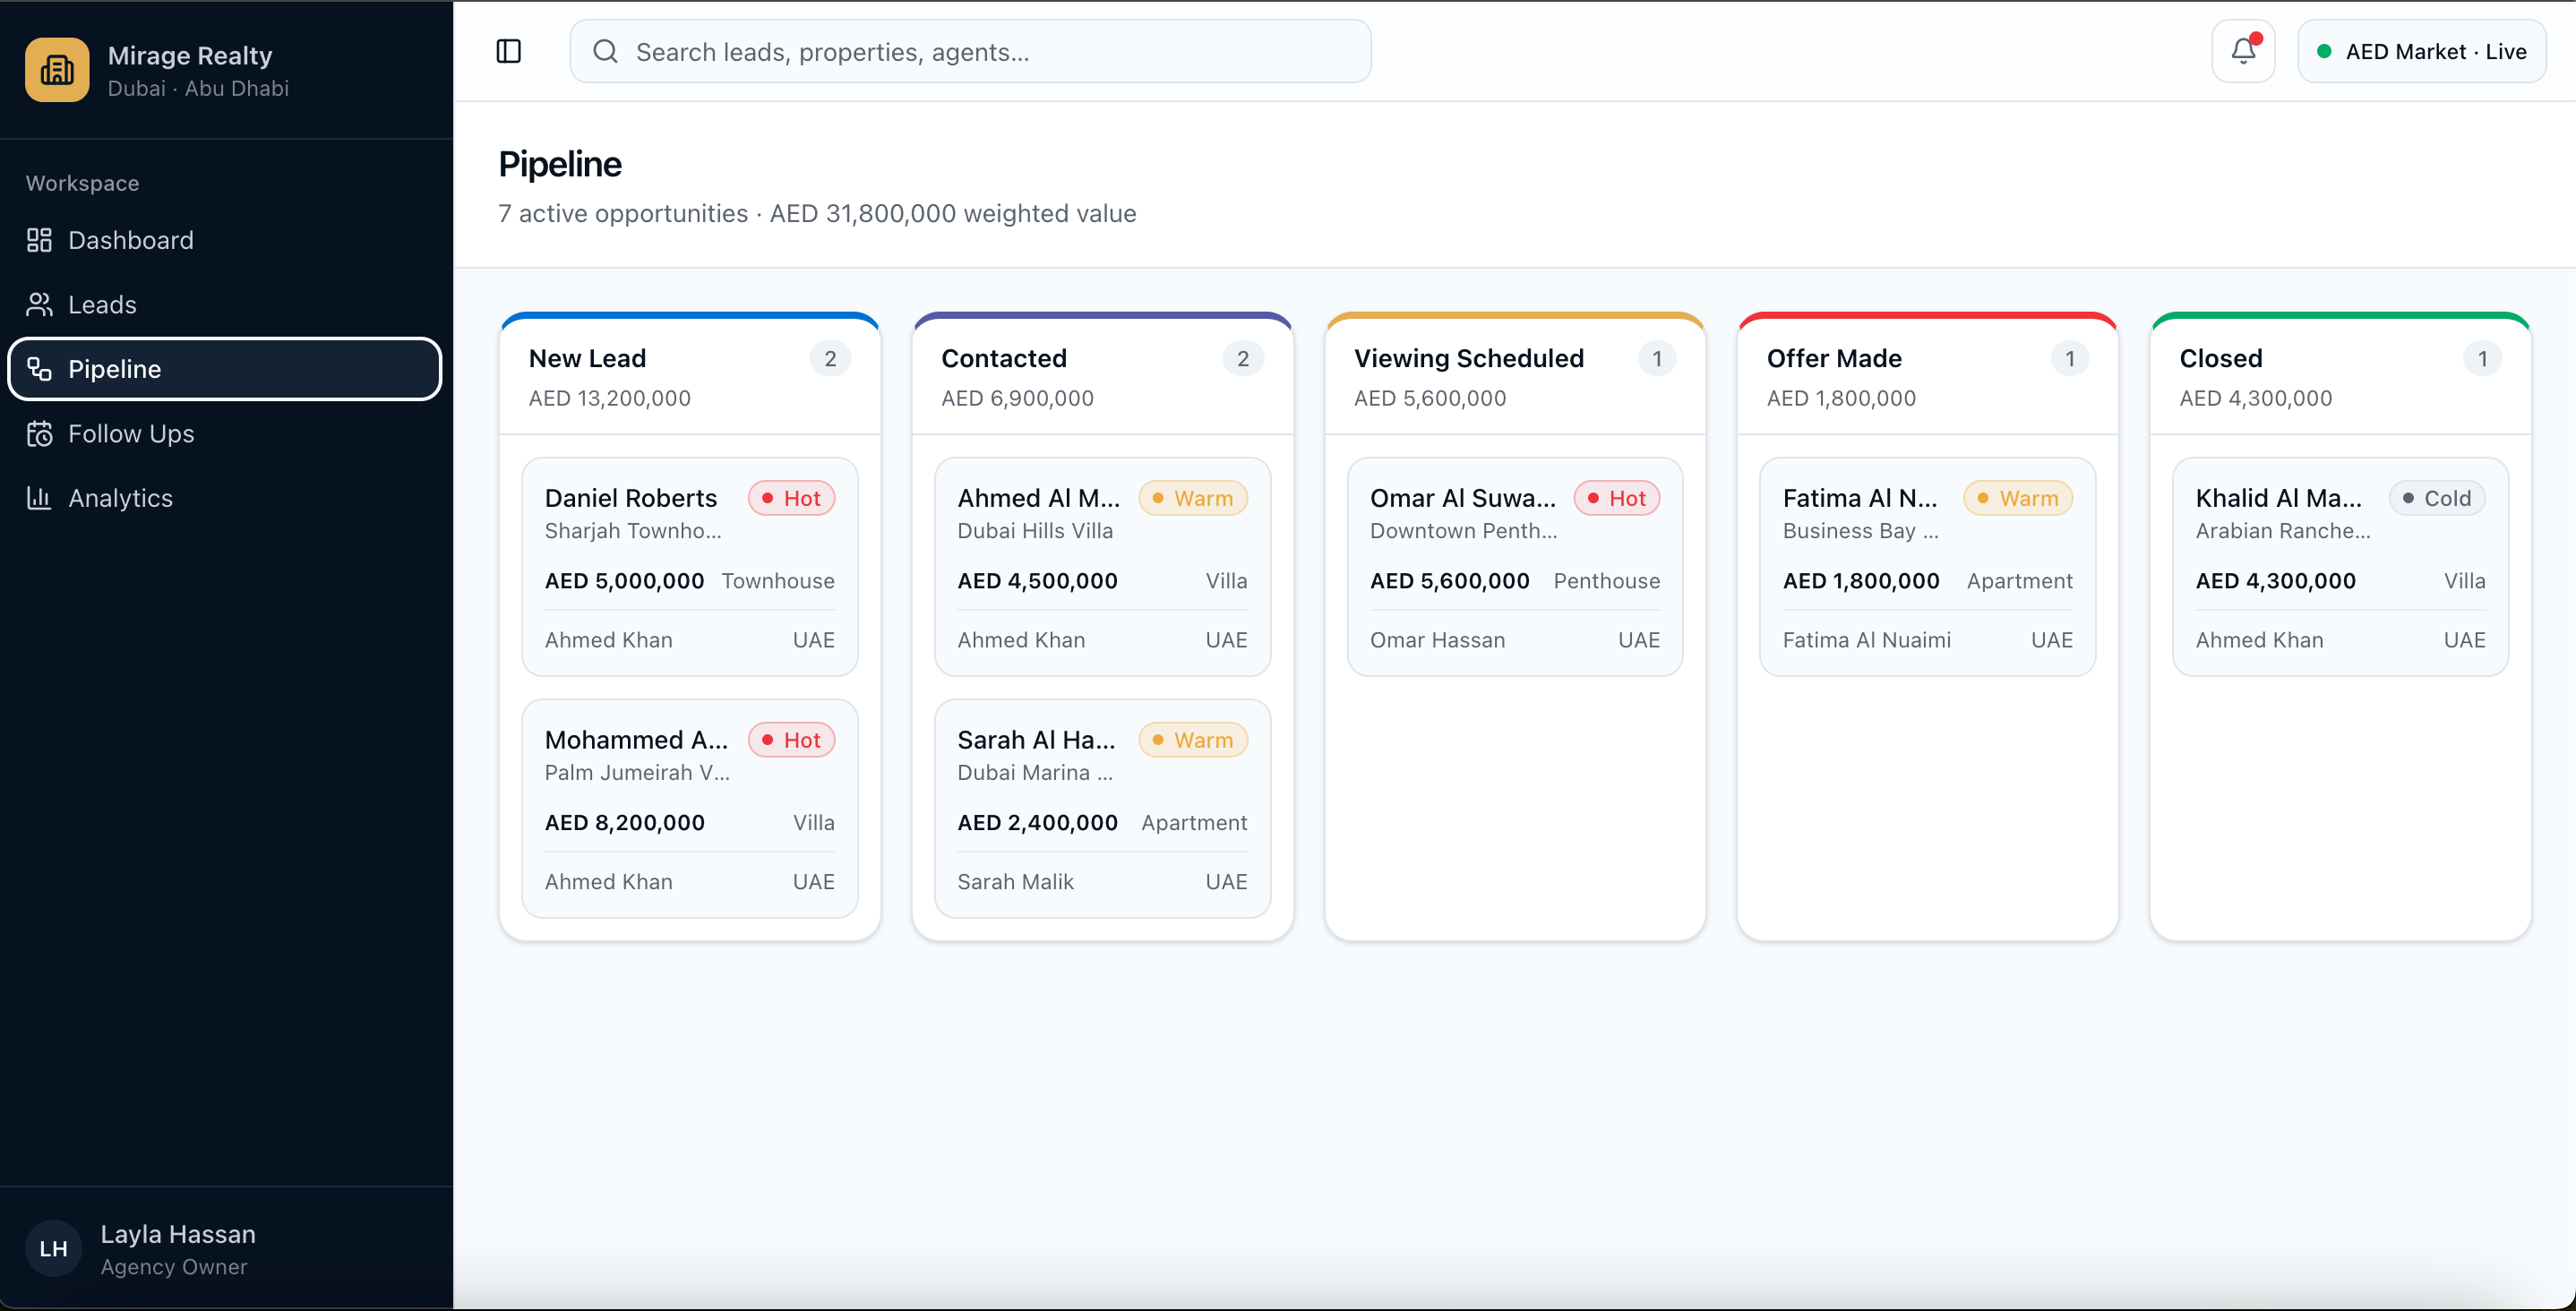 Mirage Realty
Dubai · Abu Dhabi
Workspace
Dashboard
Leads
Pipeline
Follow Ups
Analytics
LH
Layla Hassan
Agency Owner
Search leads, properties, agents...
AED Market · Live
Pipeline
7 active opportunities · AED 31,800,000 weighted value
New Lead 2
AED 13,200,000
Daniel Roberts Hot
Sharjah Townho...
AED 5,000,000 Townhouse
Ahmed Khan UAE
Mohammed A... Hot
Palm Jumeirah V...
AED 8,200,000 Villa
Ahmed Khan UAE
Contacted 2
AED 6,900,000
Ahmed Al M... Warm
Dubai Hills Villa
AED 4,500,000 Villa
Ahmed Khan UAE
Sarah Al Ha... Warm
Dubai Marina ...
AED 2,400,000 Apartment
Sarah Malik UAE
Viewing Scheduled 1
AED 5,600,000
Omar Al Suwa... Hot
Downtown Penth...
AED 5,600,000 Penthouse
Omar Hassan UAE
Offer Made 1
AED 1,800,000
Fatima Al N... Warm
Business Bay ...
AED 1,800,000 Apartment
Fatima Al Nuaimi UAE
Closed 1
AED 4,300,000
Khalid Al Ma... Cold
Arabian Ranche...
AED 4,300,000 Villa
Ahmed Khan UAE